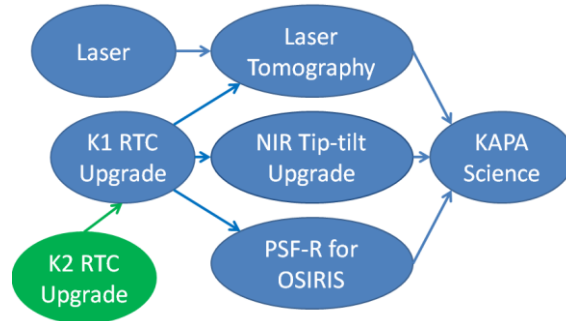 Laser
Laser
Tomography
K1 RTC
Upgrade
NIR Tip-tilt
Upgrade
KAPA
Science
K2 RTC
Upgrade
PSF-R for
OSIRIS